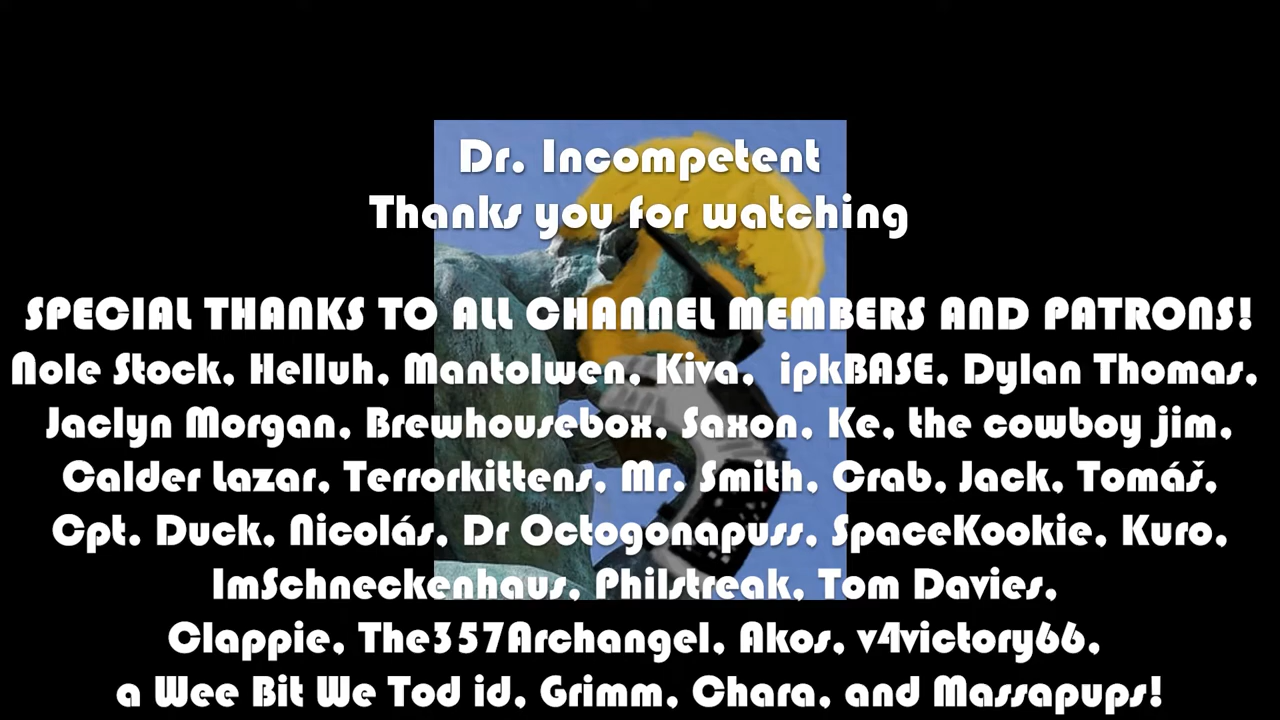 Dr. Incompetent
Thanks you for watching
SPECIAL THANKS TO ALL CHANNEL MEMBERS AND PATRONS!
Nole Stock, Helluh, Mantolwen, Kiva, ipkBASE, Dylan Thomas,
Jaclyn Morgan, Brewhousebox, Saxon, Ke, the cowboy jim,
Calder Lazar, Terrorkittens, Mr. Smith, Crab, Jack, Tomáš,
Cpt. Duck, Nicolás, Dr Octogonapuss, SpaceKookie, Kuro,
ImSchneckenhaus, Philstreak, Tom Davies,
Clappie, The357Archangel, Akos, v4victory66,
a Wee Bit We Tod id, Grimm, Chara, and Massapups!